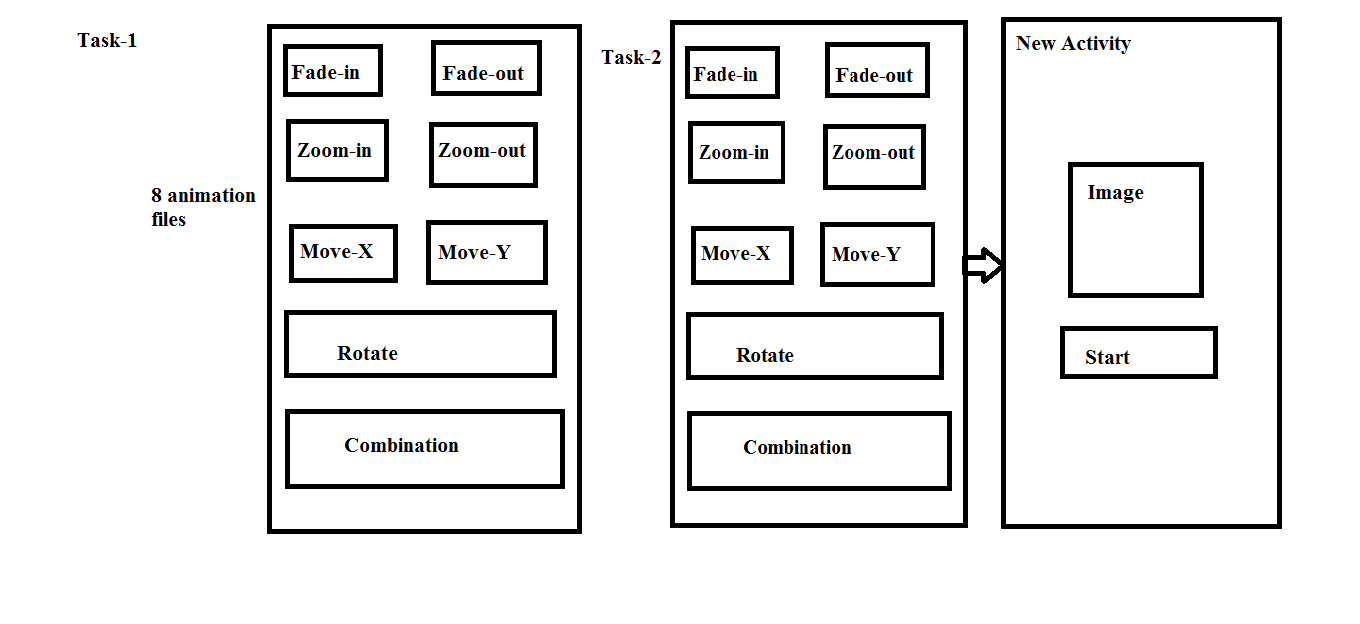 Task-1
Fade-in
Fade-out
Zoom-in
Zoom-out
8 animation
files
Move-X
Move-Y
Rotate
Combination
Task-2
Fade-in
Fade-out
Zoom-in
Zoom-out
Move-X
Move-Y
Rotate
Combination
New Activity
Image
Start